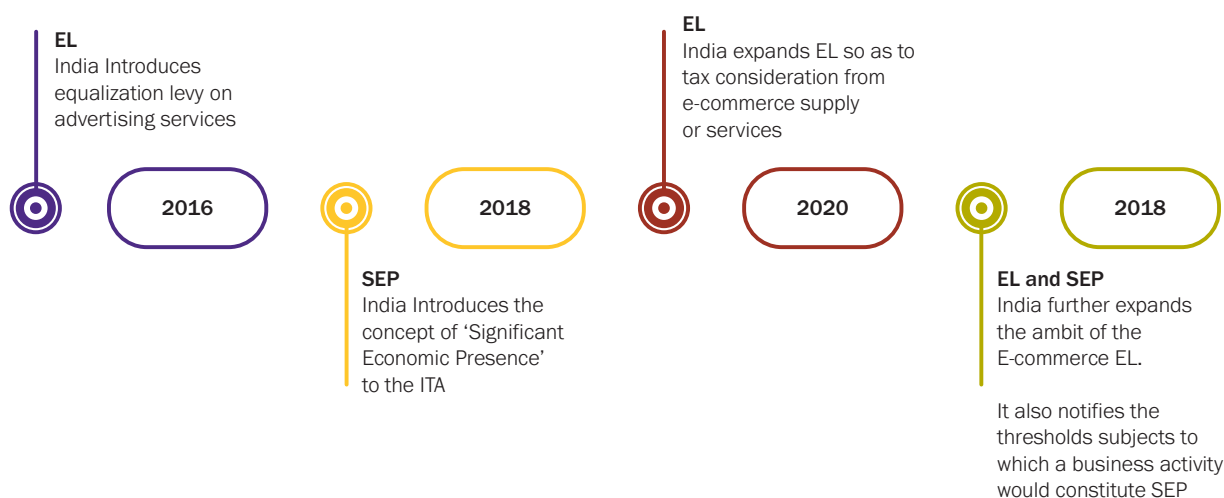 EL
India Introduces
equalization levy on
advertising services
2016
SEP
India Introduces the
concept of ‘Significant
Economic Presence’
to the ITA
2018
EL
India expands EL so as to
tax consideration from
e-commerce supply
or services
2020
EL and SEP
India further expands
the ambit of the
E-commerce EL.
It also notifies the
thresholds subjects to
which a business activity
would constitute SEP
2018